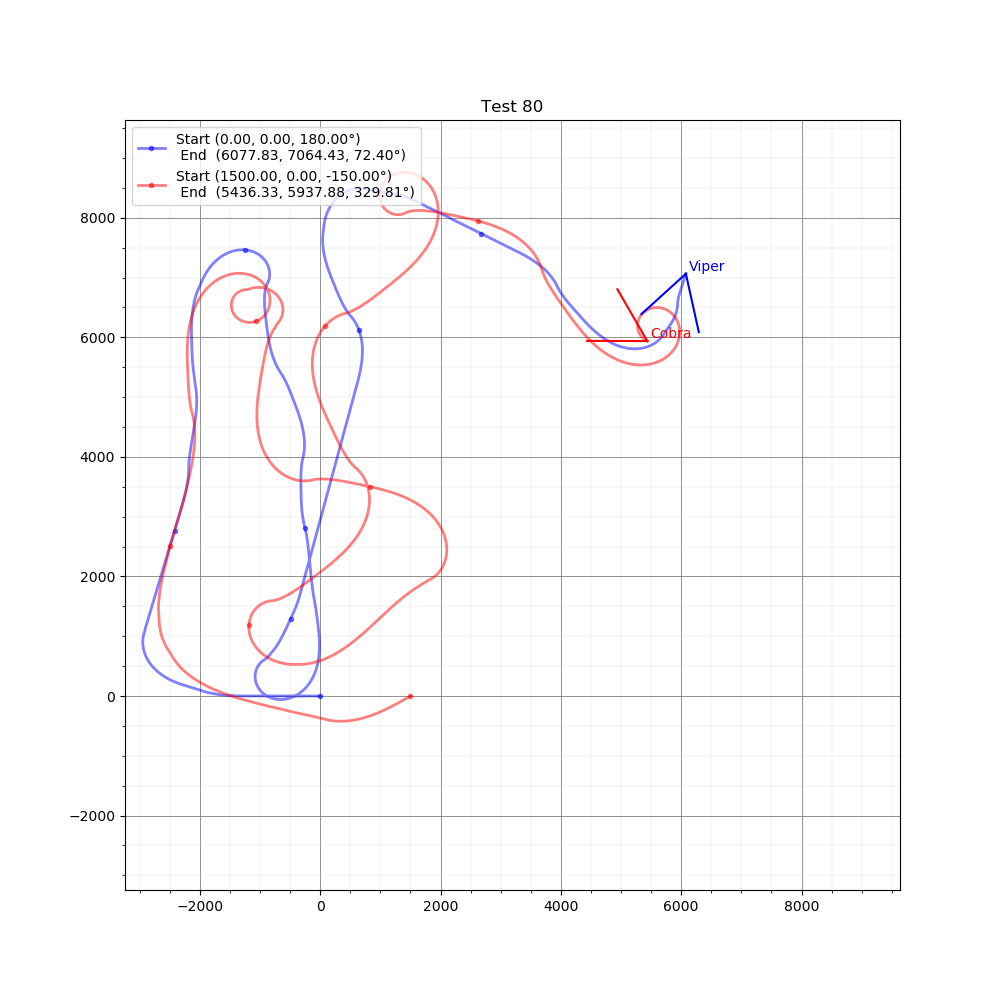 Test 80
Start (0.00, 0.00, 180.00°)
End (6077.83, 7064.43, 72.40°)
Start (1500.00, 0.00, -150.00°)
End (5436.33, 5937.88, 329.81°)
8000
6000
4000
2000
0
−2000
Viper
Cobra
−2000
0
2000
4000
6000
8000